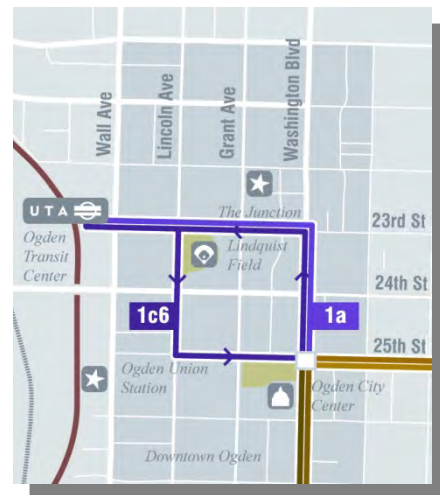 Wall Ave
Lincoln Ave
Grant Ave
Washington Blvd
UTA
The Junction
23rd St
Ogden
Transit
Center
Lindquist
Field
24th St
1c6
1a
25th St
Ogden Union
Station
Ogden City
Center
Downtown Ogden